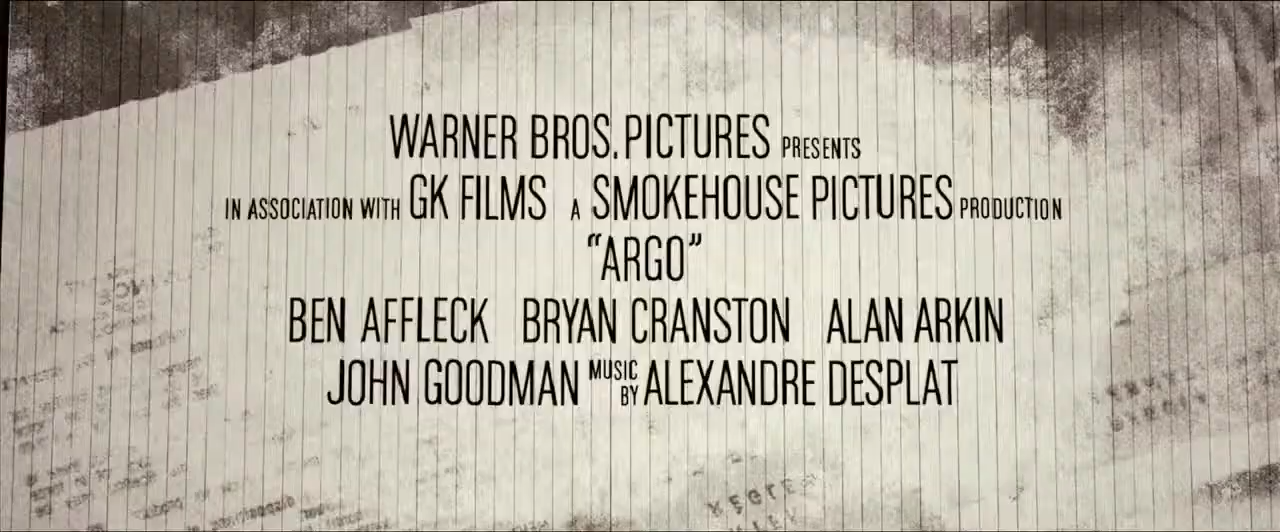 WARNER BROS. PICTURES PRESENTS
IN ASSOCIATION WITH GK FILMS A SMOKEHOUSE PICTURES PRODUCTION
"ARGO"
BEN AFFLECK BRYAN CRANSTON ALAN ARKIN
JOHN GOODMAN MUSIC BY ALEXANDRE DESPLAT